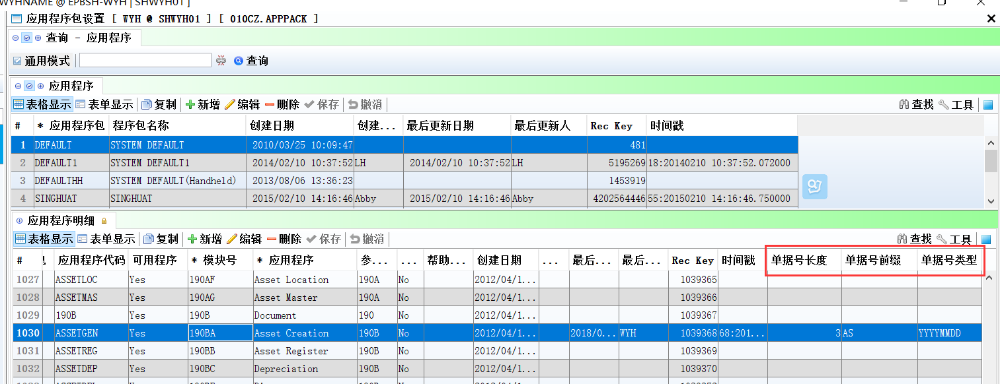 WYHNAME @ EPBSH-WYH | SHWYH01 ]
应用程序包设置 [ WYH @ SHWYH01 ] [ 010CZ.APPPACK ]
查询 - 应用程序
通用模式 查询
应用程序
表格显示 表单显示 复制 新增 编辑 删除 保存 撤消 查找 工具
# * 应用程序包 程序包名称 创建日期 创建... 最后更新日期 最后更新人 Rec Key 时间戳
1 DEFAULT SYSTEM DEFAULT 2010/03/25 10:09:47 481
2 DEFAULT1 SYSTEM DEFAULT1 2014/02/10 10:37:52 LH 2014/02/10 10:37:52 LH 5195269 18:20140210 10:37:52.072000
3 DEFAULTHH SYSTEM DEFAULT(Handheld) 2013/08/06 13:36:23 1453919
4 SINGHUAT SINGHUAT 2015/02/10 14:16:46 Abby 2015/02/10 14:16:46 Abby 4202564446 55:20150210 14:16:46.750000
应用程序明细
表格显示 表单显示 复制 新增 编辑 删除 保存 撤消 查找 工具
# 应用程序代码 可用程序 * 模块号 * 应用程序 参... ... 帮助... 创建日期 ... 最后... 最后... Rec Key 时间戳 单据号长度 单据号前缀 单据号类型
1027 ASSETLOC Yes 190AF Asset Location 190A No 2012/04/1... 1039365
1028 ASSETMAS Yes 190AG Asset Master 190A No 2012/04/1... 1039366
1029 190B Yes 190B Document 190 No 2012/04/1... 1039367
1030 ASSETGEN Yes 190BA Asset Creation 190B No 2012/04/1... 2018/0... WYH 1039368 68:201... 3 AS YYYYMMDD
1031 ASSETREG Yes 190BB Asset Register 190B No 2012/04/1... 1039369
1032 ASSETDEP Yes 190BC Depreciation 190B No 2012/04/1... 1039370